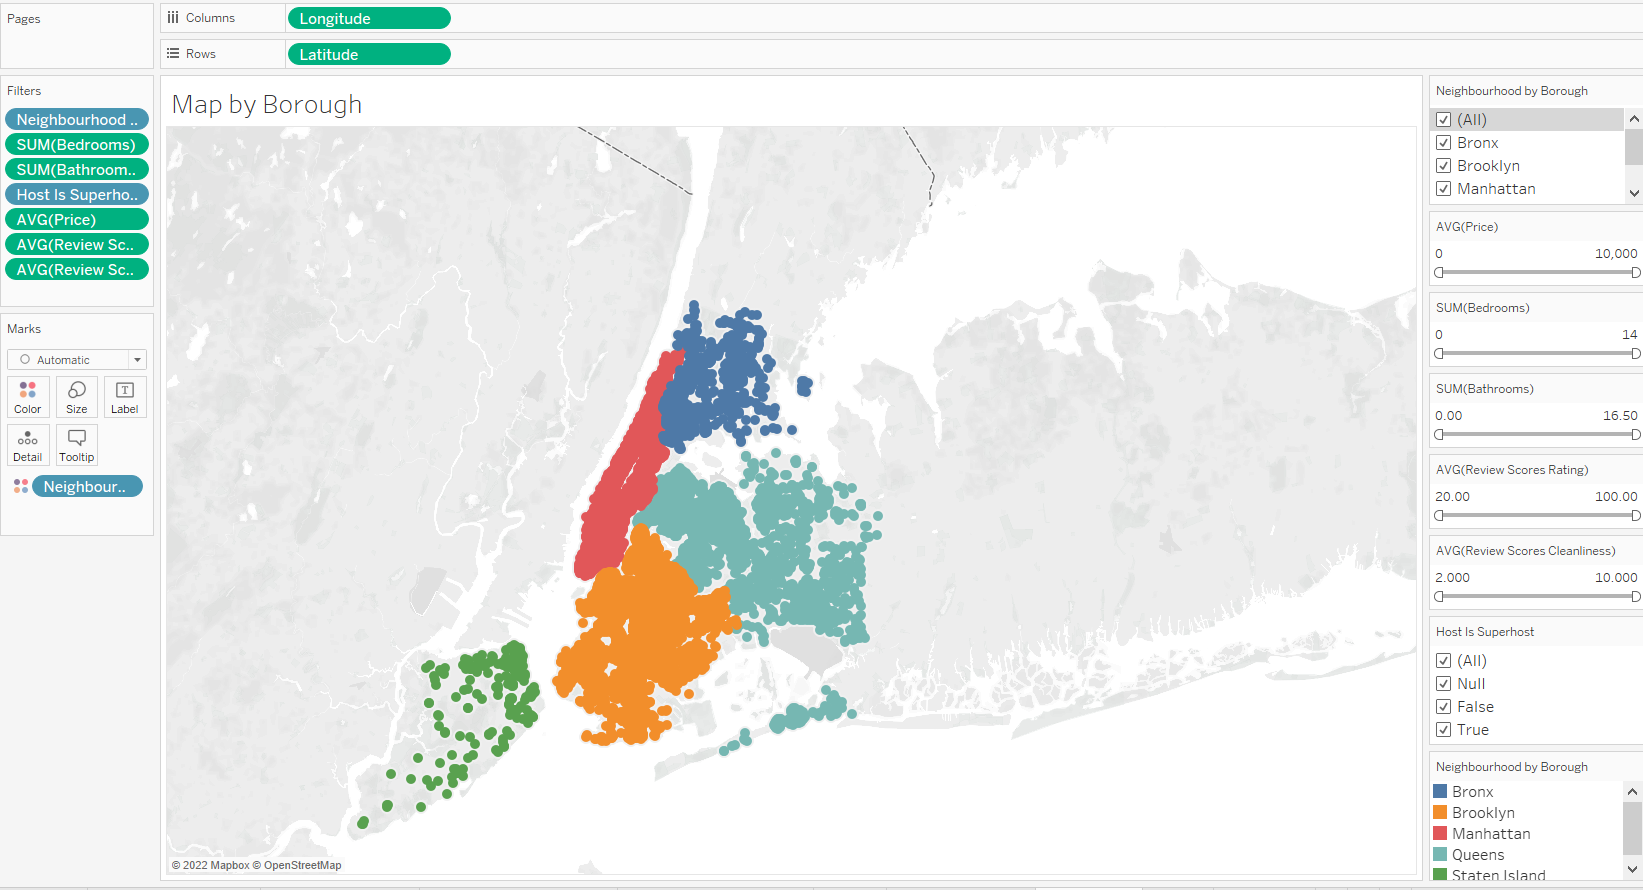 Pages
Columns
Longitude
Rows
Latitude
Filters
Neighbourhood ..
SUM(Bedrooms)
SUM(Bathroom..
Host Is Superho..
AVG(Price)
AVG(Review Sc..
AVG(Review Sc..
Marks
Automatic
Color
Size
Label
Detail
Tooltip
Neighbour..
Map by Borough
© 2022 Mapbox © OpenStreetMap
Neighbourhood by Borough
(All)
Bronx
Brooklyn
Manhattan
AVG(Price)
0 10,000
SUM(Bedrooms)
0 14
SUM(Bathrooms)
0.00 16.50
AVG(Review Scores Rating)
20.00 100.00
AVG(Review Scores Cleanliness)
2.000 10.000
Host Is Superhost
(All)
Null
False
True
Neighbourhood by Borough
Bronx
Brooklyn
Manhattan
Queens
Staten Island